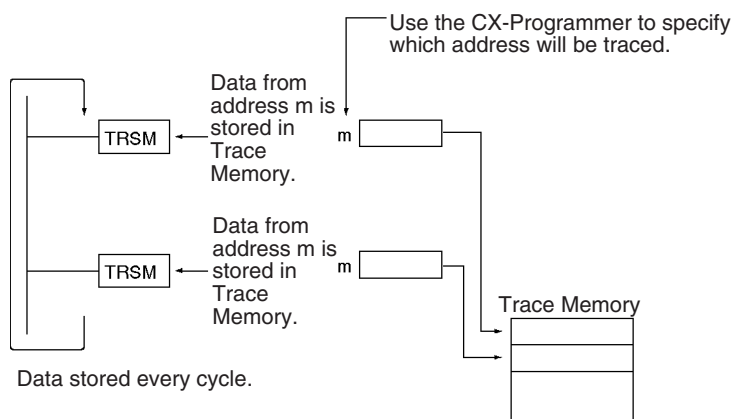 Use the CX-Programmer to specify
which address will be traced.
Data from
address m is
stored in
Trace
Memory.
TRSM
m
Data from
address m is
stored in
Trace
Memory.
TRSM
m
Trace Memory
Data stored every cycle.